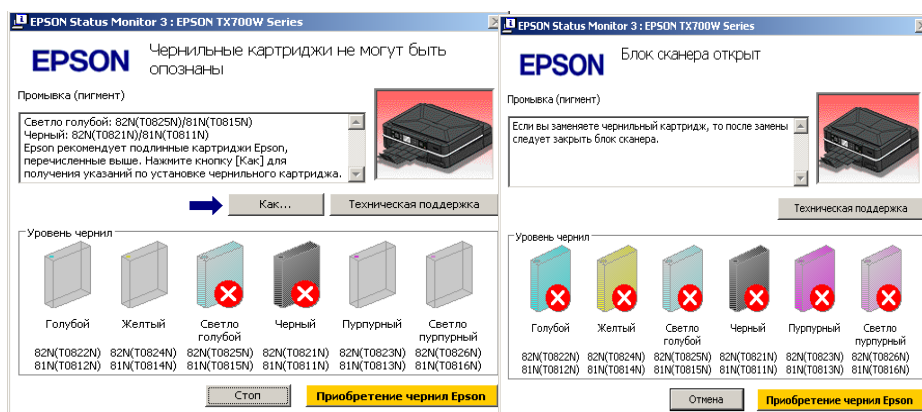 EPSON Status Monitor 3 : EPSON TX700W Series
EPSON
Чернильные картриджи не могут быть
опознаны
Промывка (пигмент)
Светло голубой: 82N(T0825N)/81N(T0815N)
Черный: 82N(T0821N)/81N(T0811N)
Epson рекомендует подлинные картриджи Epson,
перечисленные выше. Нажмите кнопку [Как] для
получения указаний по установке чернильного картриджа.
Как...
Техническая поддержка
Уровень чернил
Голубой
Желтый
Светло
голубой
Черный
Пурпурный
Светло
пурпурный
82N(T0822N) 82N(T0824N) 82N(T0825N) 82N(T0821N) 82N(T0823N) 82N(T0826N)
81N(T0812N) 81N(T0814N) 81N(T0815N) 81N(T0811N) 81N(T0813N) 81N(T0816N)
Стоп
Приобретение чернил Epson
EPSON Status Monitor 3 : EPSON TX700W Series
EPSON
Блок сканера открыт
Промывка (пигмент)
Если вы заменяете чернильный картридж, то после замены
следует закрыть блок сканера.
Техническая поддержка
Уровень чернил
Голубой
Желтый
Светло
голубой
Черный
Пурпурный
Светло
пурпурный
82N(T0822N) 82N(T0824N) 82N(T0825N) 82N(T0821N) 82N(T0823N) 82N(T0826N)
81N(T0812N) 81N(T0814N) 81N(T0815N) 81N(T0811N) 81N(T0813N) 81N(T0816N)
Отмена
Приобретение чернил Epson